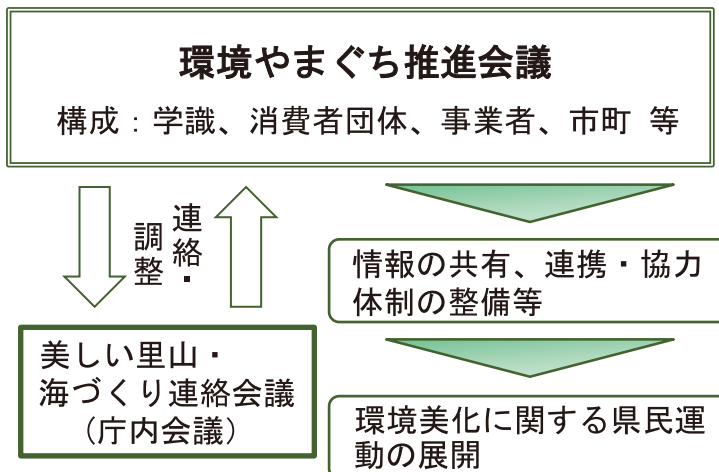 環境やまぐち推進会議
構成：学識、消費者団体、事業者、市町 等
連絡・
調整
美しい里山・
海づくり連絡会議
（庁内会議）
情報の共有、連携・協力
体制の整備等
環境美化に関する県民運
動の展開